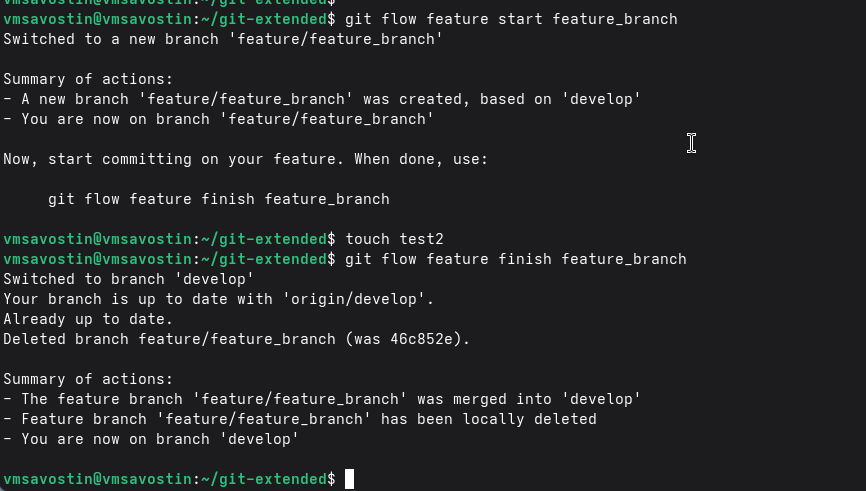 vmsavostin@vmsavostin:~/git-extended$ git flow feature start feature_branch
Switched to a new branch 'feature/feature_branch'
Summary of actions:
- A new branch 'feature/feature_branch' was created, based on 'develop'
- You are now on branch 'feature/feature_branch'
Now, start committing on your feature. When done, use:
git flow feature finish feature_branch
vmsavostin@vmsavostin:~/git-extended$ touch test2
vmsavostin@vmsavostin:~/git-extended$ git flow feature finish feature_branch
Switched to branch 'develop'
Your branch is up to date with 'origin/develop'.
Already up to date.
Deleted branch feature/feature_branch (was 46c852e).
Summary of actions:
- The feature branch 'feature/feature_branch' was merged into 'develop'
- Feature branch 'feature/feature_branch' has been locally deleted
- You are now on branch 'develop'
vmsavostin@vmsavostin:~/git-extended$